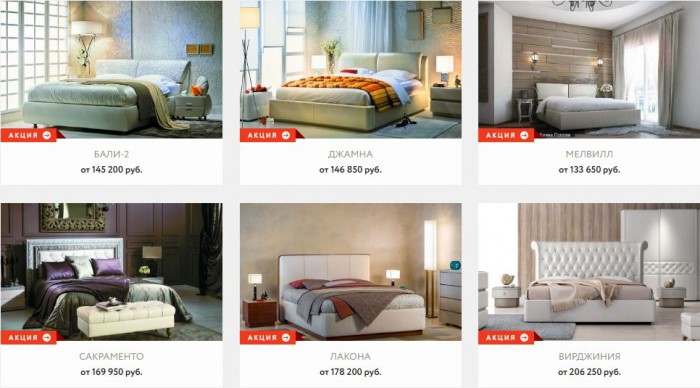 АКЦИЯ
АКЦИЯ
АКЦИЯ
БАЛИ-2
от 145 200 руб.
ДЖАМНА
от 146 850 руб.
МЕЛВИЛЛ
от 133 650 руб.
АКЦИЯ
АКЦИЯ
АКЦИЯ
САКРАМЕНТО
от 169 950 руб.
ЛАКОНА
от 178 200 руб.
ВИРДЖИНИЯ
от 206 250 руб.